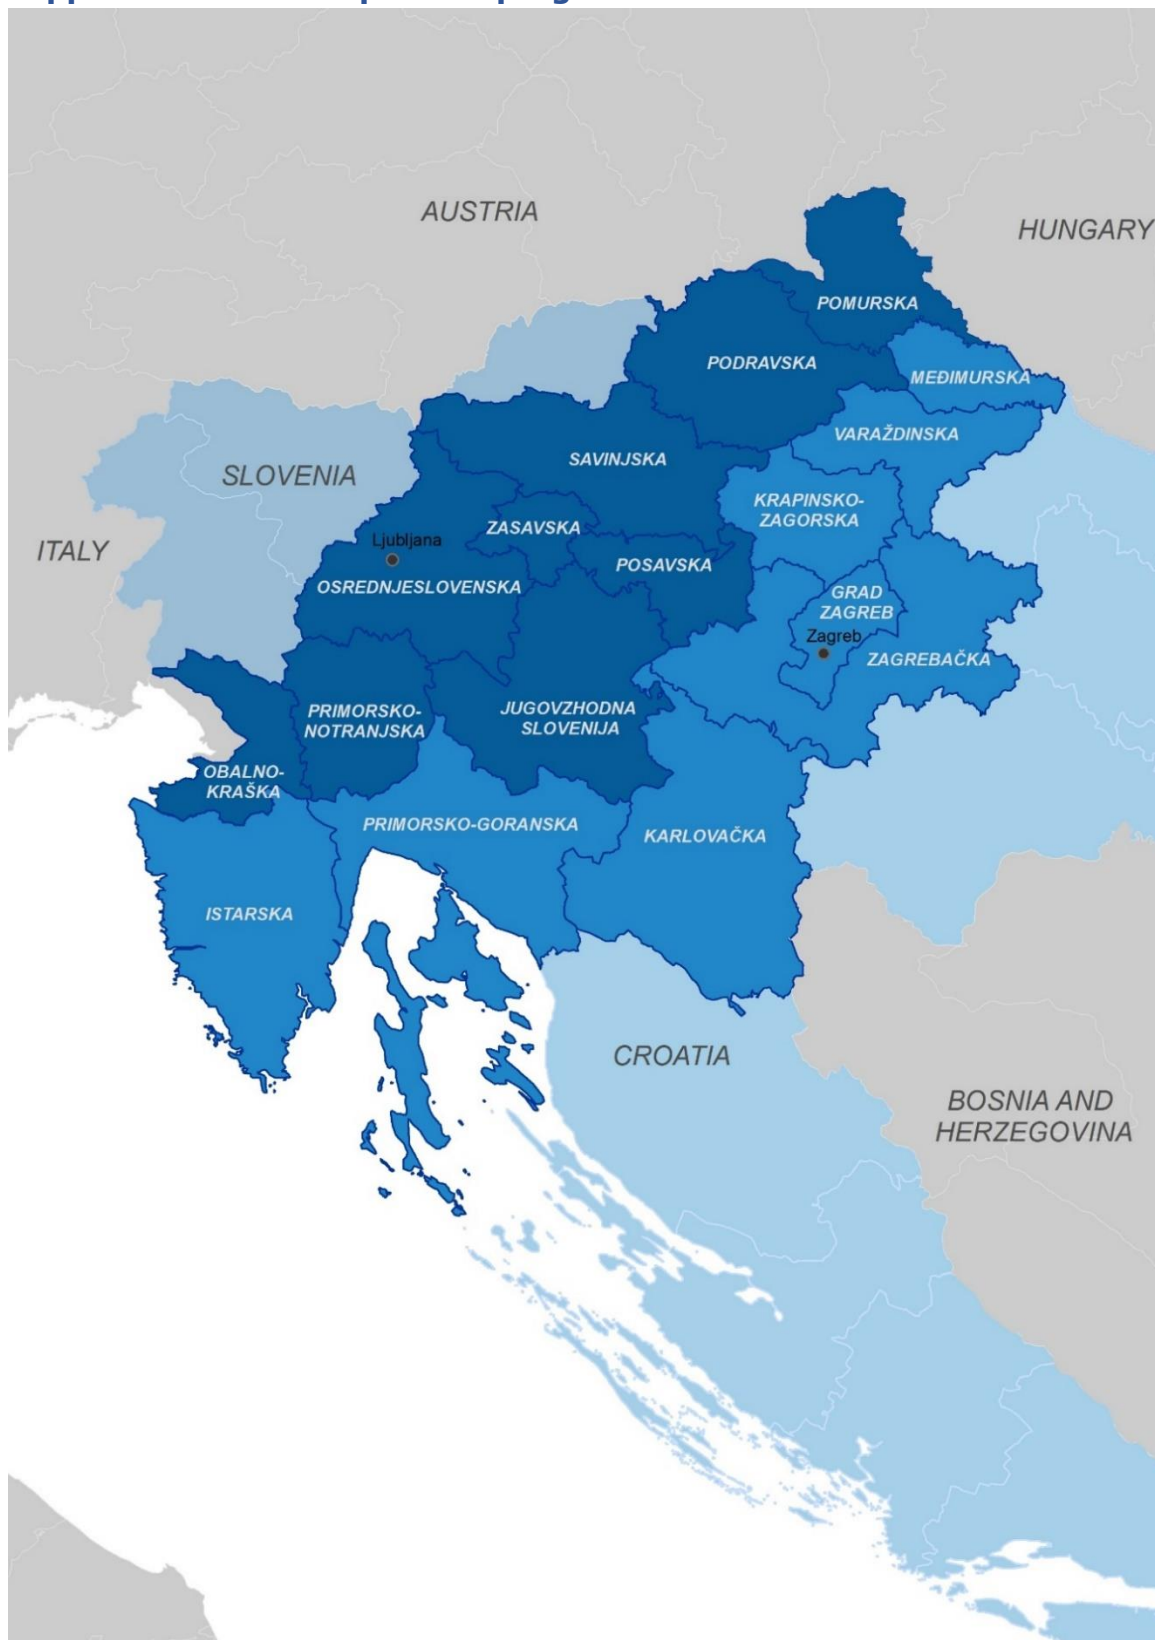 AUSTRIA
HUNGARY
POMURSKA
PODRAVSKA
MEĐIMURSKA
VARAŽDINSKA
SAVINJSKA
SLOVENIA
KRAPINSKO-
ZAGORSKA
ZASAVSKA
Ljubljana
ITALY
POSAVSKA
OSREDNJESLOVENSKA
GRAD
ZAGREB
Zagreb
ZAGREBAČKA
PRIMORSKO-
NOTRANJSKA
JUGOVZHODNA
SLOVENIJA
OBALNO-
KRAŠKA
PRIMORSKO-GORANSKA
KARLOVAČKA
ISTARSKA
CROATIA
BOSNIA AND
HERZEGOVINA